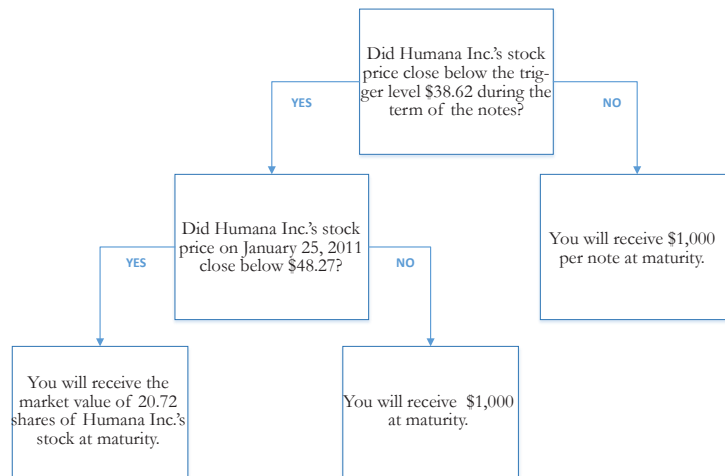 Did Humana Inc.'s stock
price close below the trig-
ger level $38.62 during the
term of the notes?
YES
NO
Did Humana Inc.'s stock
price on January 25, 2011
close below $48.27?
You will receive $1,000
per note at maturity.
YES
NO
You will receive the
market value of 20.72
shares of Humana Inc.'s
stock at maturity.
You will receive $1,000
at maturity.